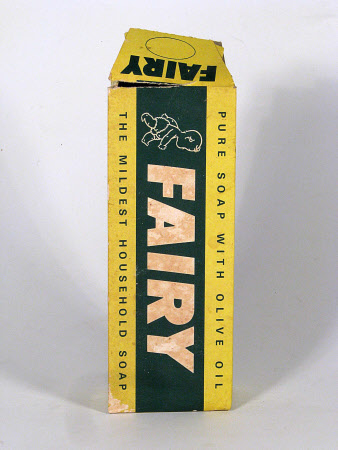 FAIRY
PURE SOAP WITH OLIVE OIL
FAIRY
THE MILDEST HOUSEHOLD SOAP